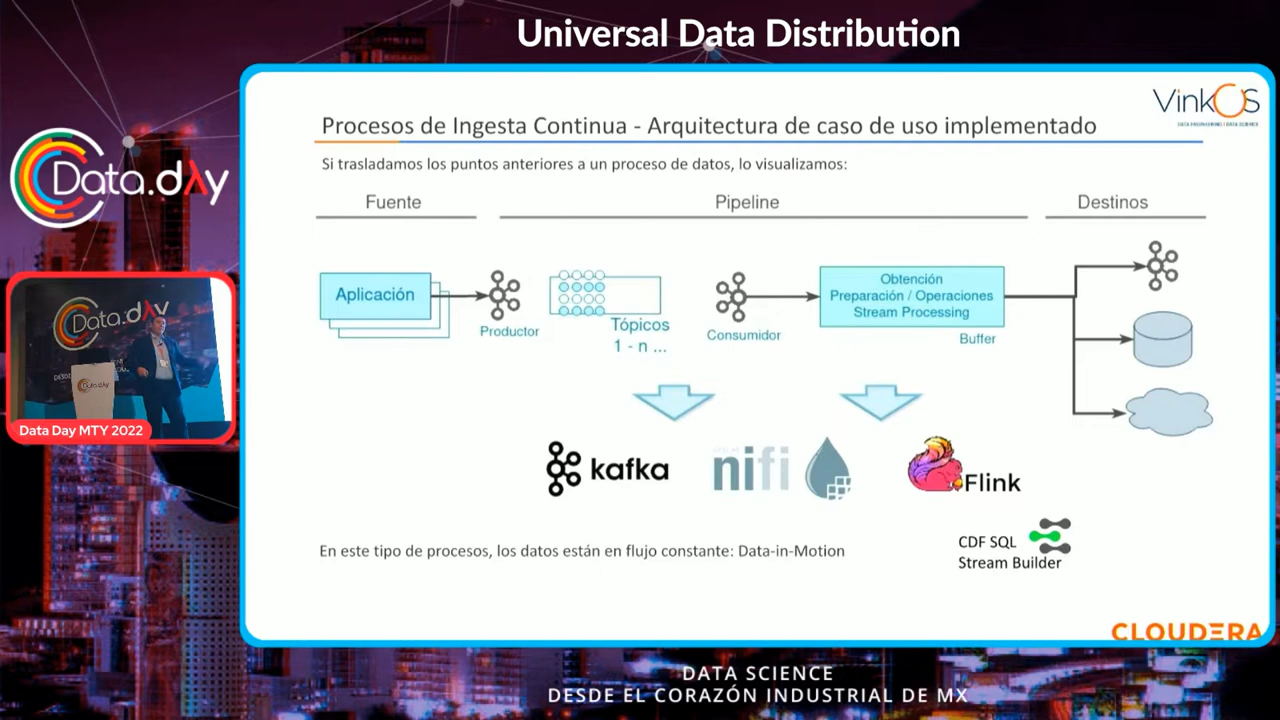 Universal Data Distribution
VinkOS
DATA ENGINEERING | DATA SCIENCE
Procesos de Ingesta Continua - Arquitectura de caso de uso implementado
Si trasladamos los puntos anteriores a un proceso de datos, lo visualizamos:
Fuente
Pipeline
Destinos
Aplicación
Productor
Tópicos
1 - n ...
Consumidor
Obtención
Preparación / Operaciones
Stream Processing
Buffer
kafka
nifi
Flink
En este tipo de procesos, los datos están en flujo constante: Data-in-Motion
CDF SQL
Stream Builder
CLOUDERA
Data.day
Data.day
Data.day
Data Day MTY 2022
DATA SCIENCE
DESDE EL CORAZÓN INDUSTRIAL DE MX